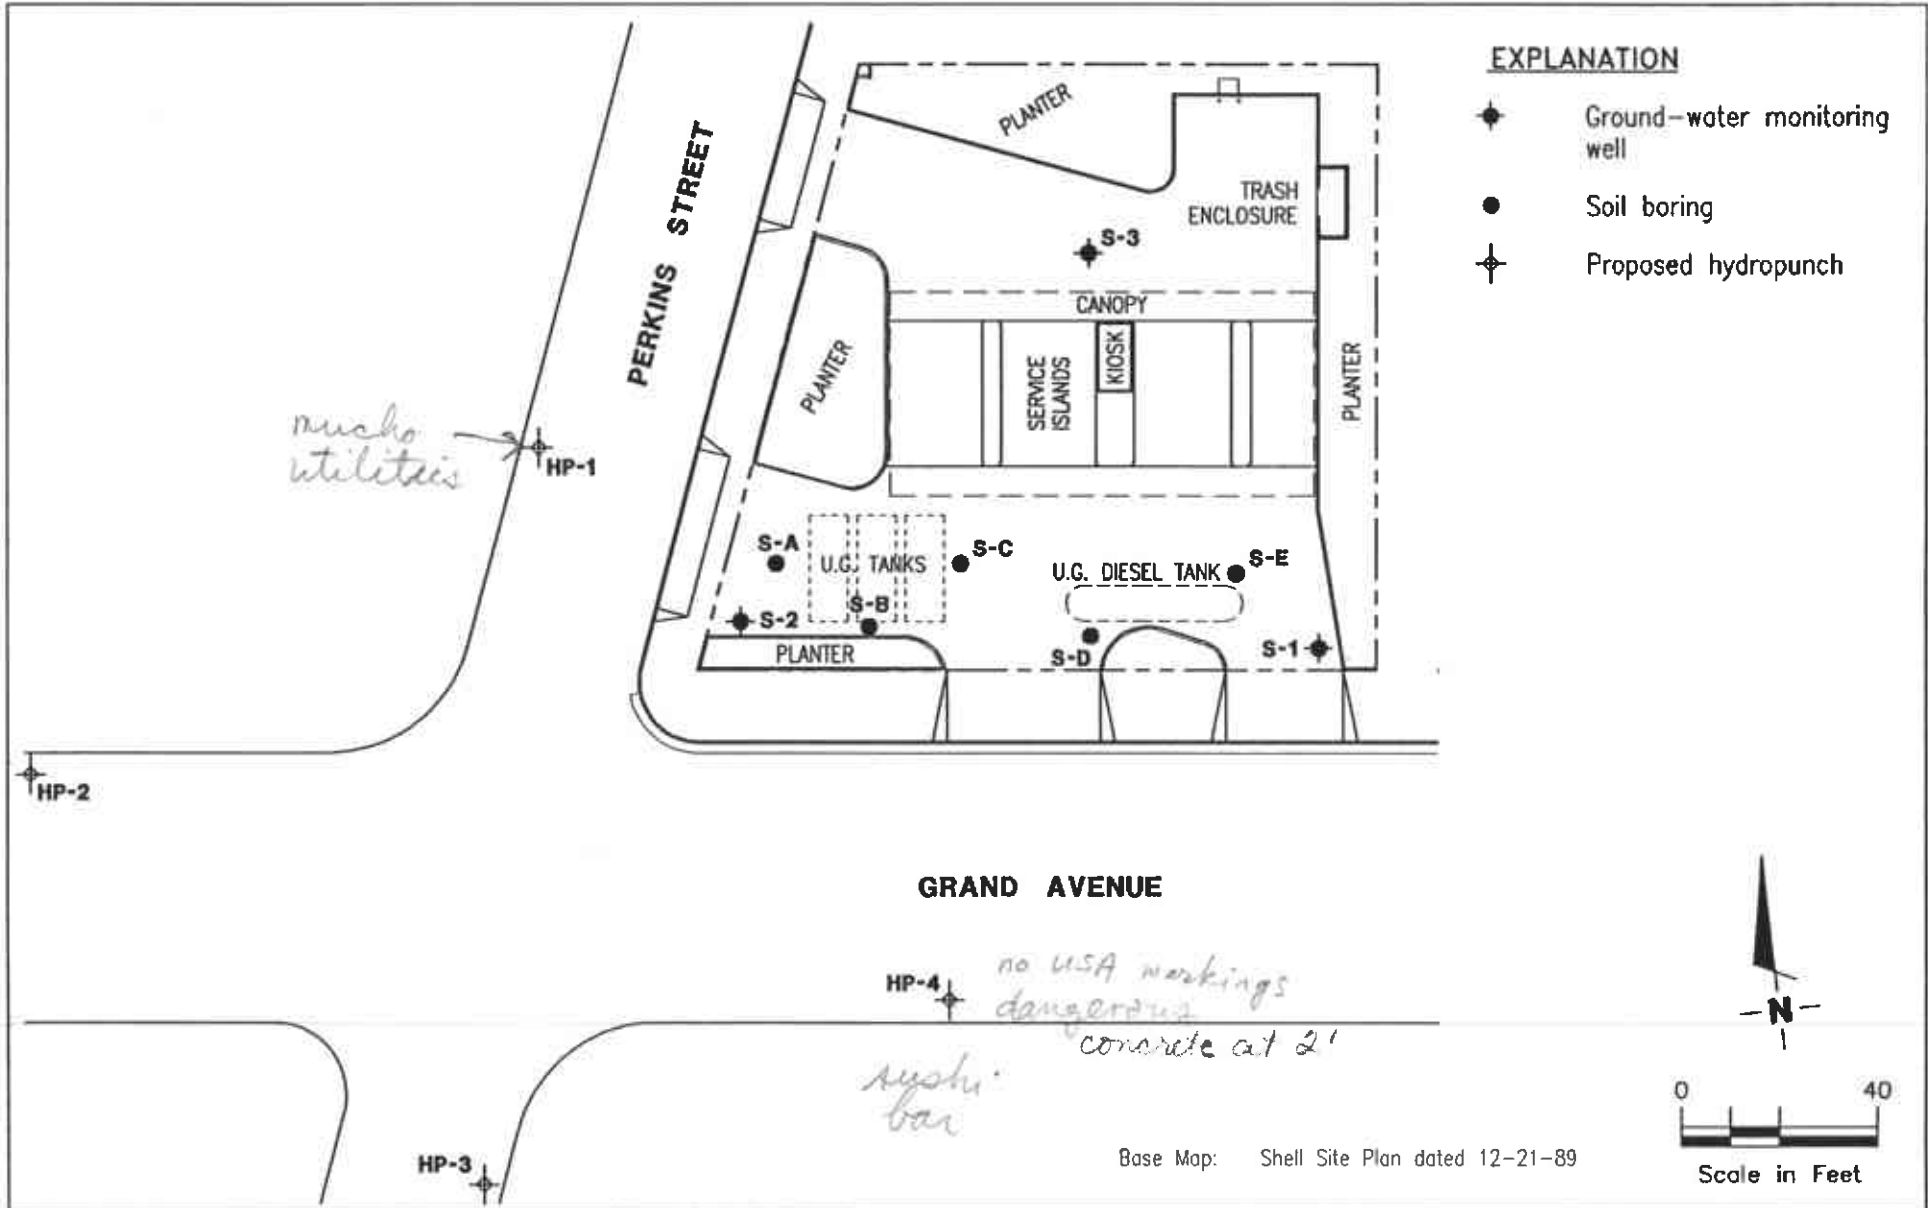 EXPLANATION
Ground-water monitoring
well
Soil boring
Proposed hydropunch
PERKINS STREET
PLANTER
TRASH
ENCLOSURE
S-3
CANOPY
PLANTER
SERVICE
ISLANDS
KIOSK
PLANTER
mucho
utilities
HP-1
S-A
U.G. TANKS
S-C
U.G. DIESEL TANK
S-E
S-B
S-2
PLANTER
S-D
S-1
HP-2
GRAND AVENUE
HP-4
no USA markings
dangerous
concrete at 2'
sushi
bar
HP-3
N
0 40
Scale in Feet
Base Map: Shell Site Plan dated 12-21-89